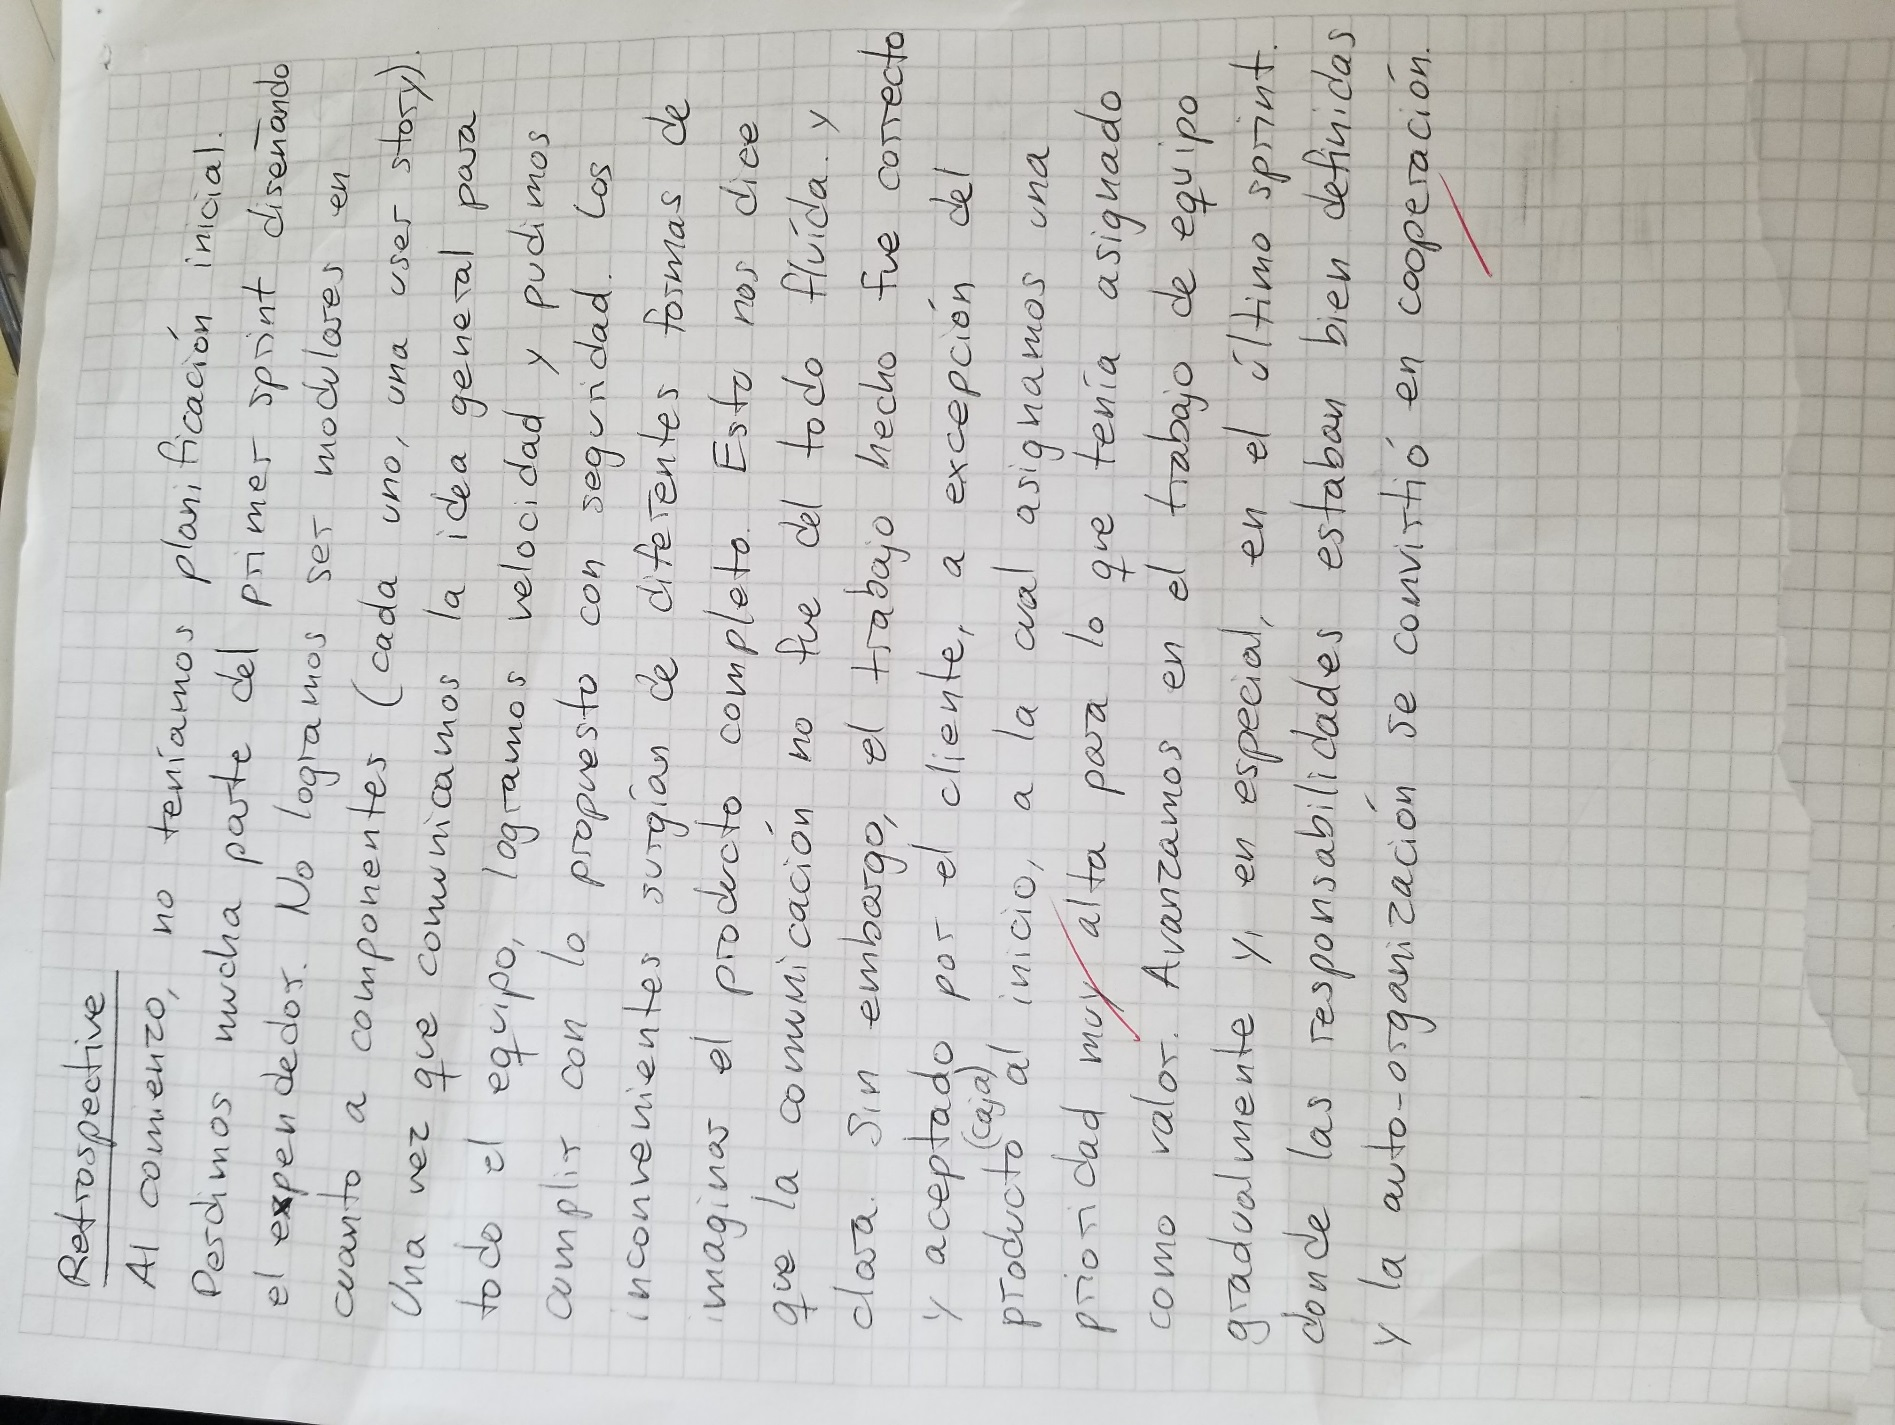 Retrospective
Al comienzo, no teníamos planificación inicial.
Perdimos mucha parte del primer sprint diseñando
el expendedor. No logramos ser modulares en
cuanto a componentes (cada uno, una user story).
Una vez que comunicamos la idea general para
todo el equipo, logramos velocidad y pudimos
cumplir con lo propuesto con seguridad. Los
inconvenientes surgían de diferentes formas de
imaginar el producto completo. Esto nos dice
que la comunicación no fue del todo fluída y
clara. Sin embargo, el trabajo hecho fue correcto
y aceptado por el cliente, a excepción del
producto (caja) al inicio, a la cual asignamos una
prioridad muy alta para lo que tenía asignado
como valor. Avanzamos en el trabajo de equipo
gradualmente y, en especial, en el último sprint.
donde las responsabilidades estaban bien definidas
y la auto-organización se convirtió en cooperación.